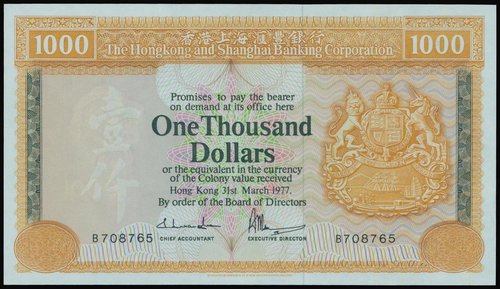 1000 香港上海滙豐銀行 1000
The Hongkong and Shanghai Banking Corporation
Promises to pay the bearer
on demand at its office here
One Thousand
Dollars
or the equivalent in the currency
of the Colony value received
Hong Kong 31st March 1977.
By order of the Board of Directors
B708765 CHIEF ACCOUNTANT EXECUTIVE DIRECTOR B708765
壹仟